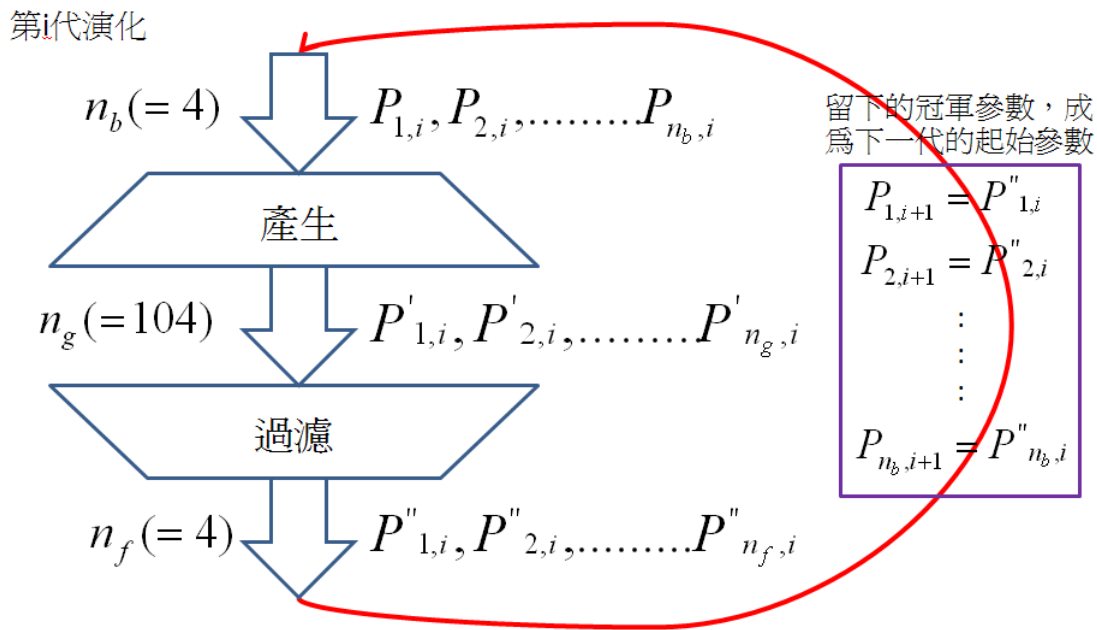 第i代演化
n_b(= 4) P_{1,i}, P_{2,i},.........P_{n_b,i}
留下的冠軍參數，成
爲下一代的起始參數
P_{1,i+1} = P''_{1,i}
產生
P_{2,i+1} = P''_{2,i}
n_g(=104) P'_{1,i}, P'_{2,i},.........P'_{n_g,i}
:
:
:
過濾
P_{n_b,i+1} = P''_{n_b,i}
n_f(= 4) P''_{1,i}, P''_{2,i},.........P''_{n_f,i}